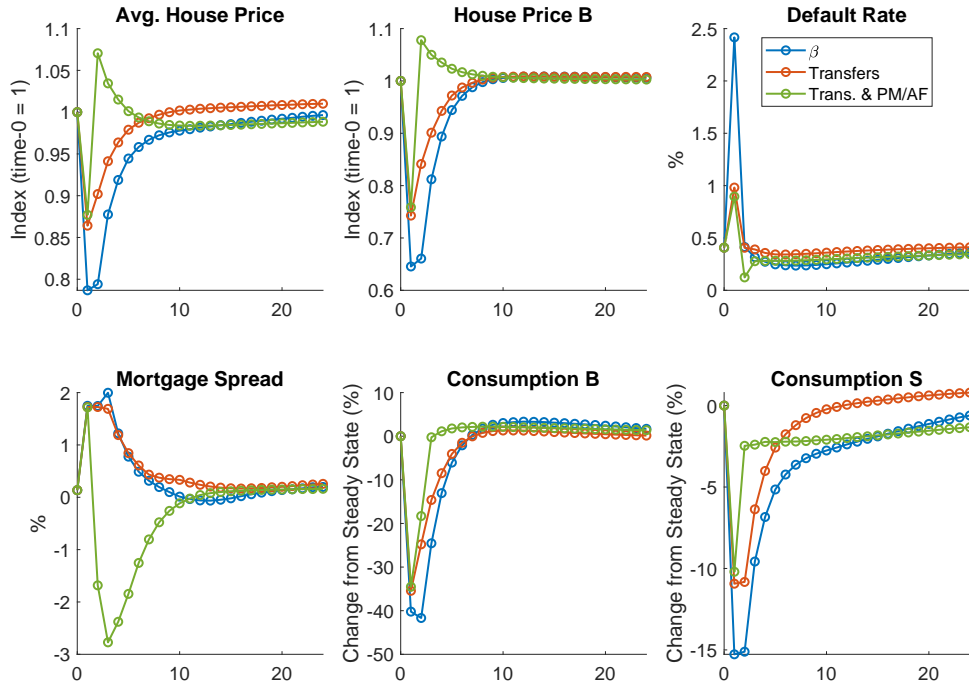 Avg. House Price
House Price B
Default Rate
Index (time-0 = 1)
1.1
1.05
1
0.95
0.9
0.85
0.8
0 10 20
Index (time-0 = 1)
1.1
1
0.9
0.8
0.7
0.6
0 10 20
%
3
2.5
2
1.5
1
0.5
0
0 10 20
β
Transfers
Trans. & PM/AF
Mortgage Spread
Consumption B
Consumption S
%
2
1
0
-1
-2
-3
0 10 20
Change from Steady State (%)
10
0
-10
-20
-30
-40
-50
0 10 20
Change from Steady State (%)
0
-5
-10
-15
0 10 20